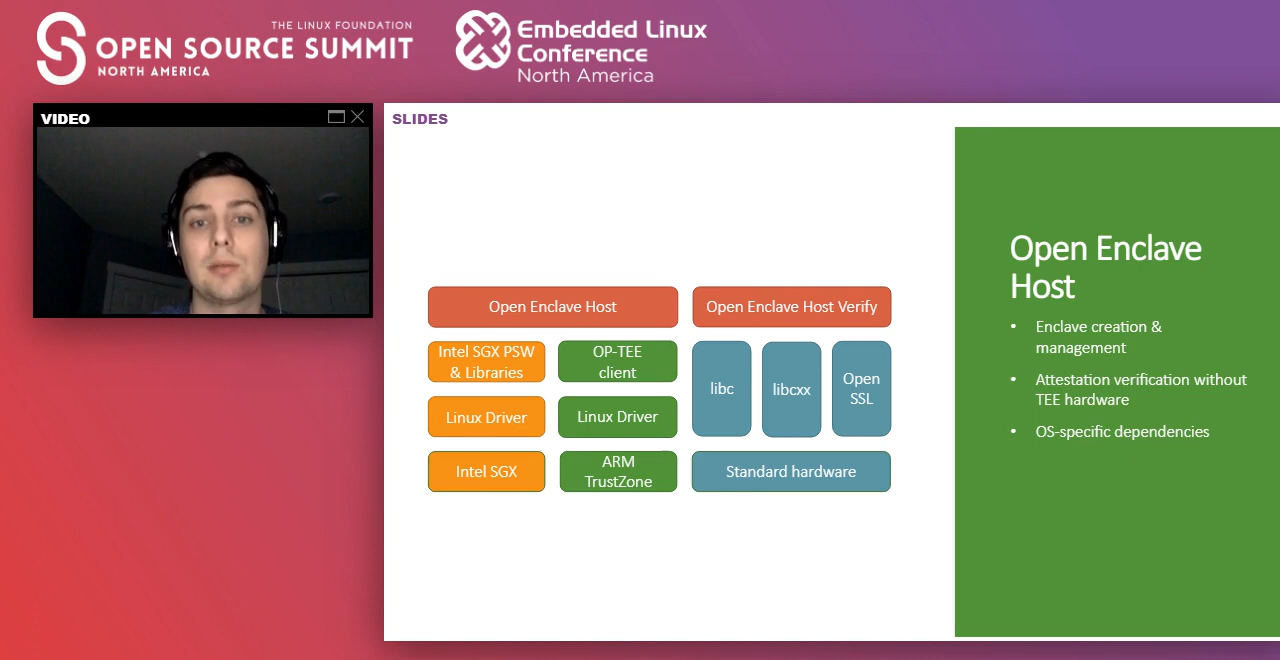 THE LINUX FOUNDATION
OPEN SOURCE SUMMIT
NORTH AMERICA
Embedded Linux
Conference
North America
VIDEO
SLIDES
Open Enclave Host
Open Enclave Host Verify
Intel SGX PSW
& Libraries
OP-TEE
client
libc
libcxx
Open
SSL
Linux Driver
Linux Driver
Intel SGX
ARM
TrustZone
Standard hardware
Open Enclave
Host
• Enclave creation &
management
• Attestation verification without
TEE hardware
• OS-specific dependencies